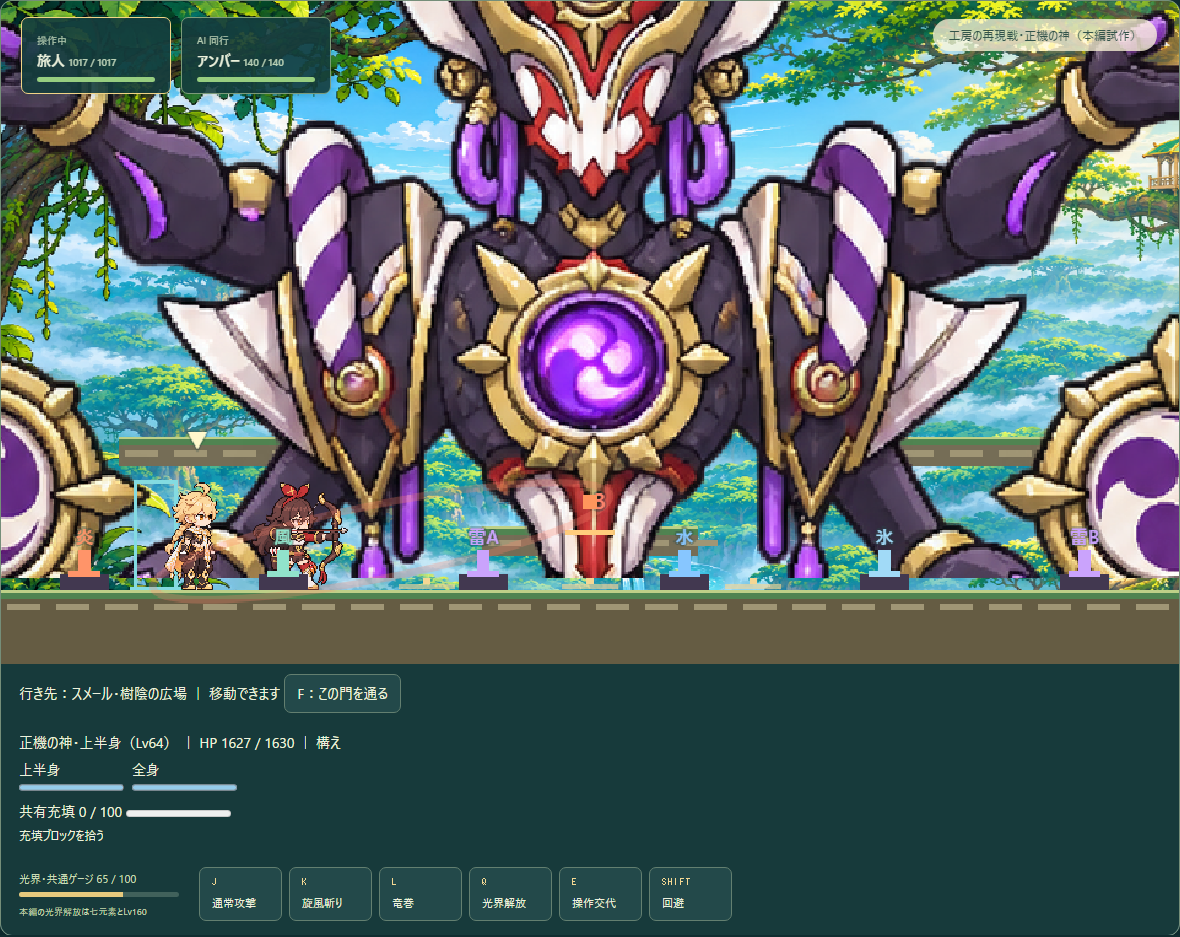 操作中
旅人 1017 / 1017
AI 同行
アンバー 140 / 140
工房の再現戦・正機の神（本編試作）
B
炎
風
雷A
水
氷
雷B
行き先：スメール・樹陰の広場 ｜ 移動できます
F：この門を通る
正機の神・上半身（Lv64） ｜ HP 1627 / 1630 ｜ 構え
上半身
全身
共有充填 0 / 100
充填ブロックを拾う
光界・共通ゲージ 65 / 100
本編の光界解放は七元素とLv160
J
通常攻撃
K
旋風斬り
L
竜巻
Q
光界解放
E
操作交代
SHIFT
回避